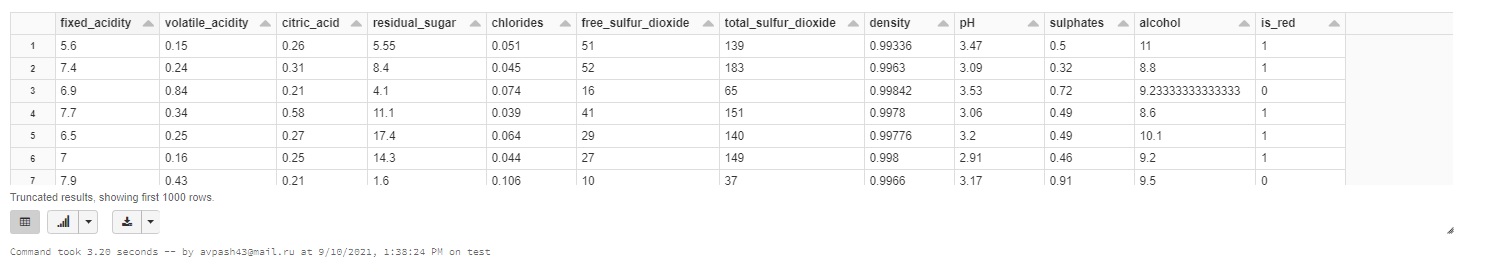 fixed_acidity volatile_acidity citric_acid residual_sugar chlorides free_sulfur_dioxide total_sulfur_dioxide density pH sulphates alcohol is_red
1 5.6 0.15 0.26 5.55 0.051 51 139 0.99336 3.47 0.5 11 1
2 7.4 0.24 0.31 8.4 0.045 52 183 0.9963 3.09 0.32 8.8 1
3 6.9 0.84 0.21 4.1 0.074 16 65 0.99842 3.53 0.72 9.23333333333333 0
4 7.7 0.34 0.58 11.1 0.039 41 151 0.9978 3.06 0.49 8.6 1
5 6.5 0.25 0.27 17.4 0.064 29 140 0.99776 3.2 0.49 10.1 1
6 7 0.16 0.25 14.3 0.044 27 149 0.998 2.91 0.46 9.2 1
7 7.9 0.43 0.21 1.6 0.106 10 37 0.9966 3.17 0.91 9.5 0
Truncated results, showing first 1000 rows.
Command took 3.20 seconds -- by avpash43@mail.ru at 9/10/2021, 1:38:24 PM on test